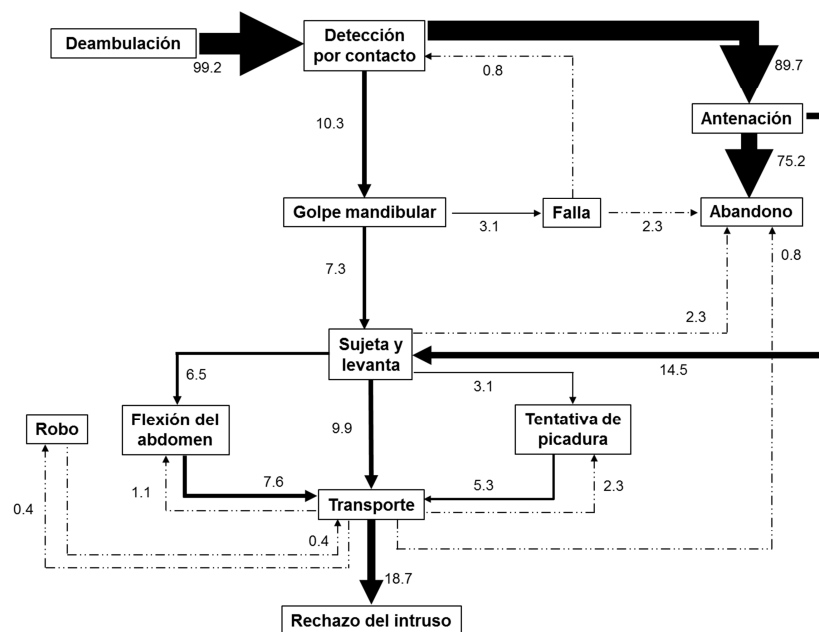 Deambulación
99.2
Detección
por contacto
0.8
89.7
10.3
Antenación
75.2
Golpe mandibular
3.1
Falla
2.3
Abandono
0.8
7.3
2.3
Sujeta y
levanta
14.5
6.5
3.1
9.9
Robo
Flexión del
abdomen
Tentativa de
picadura
0.4
1.1
7.6
5.3
2.3
Transporte
0.4
18.7
Rechazo del intruso